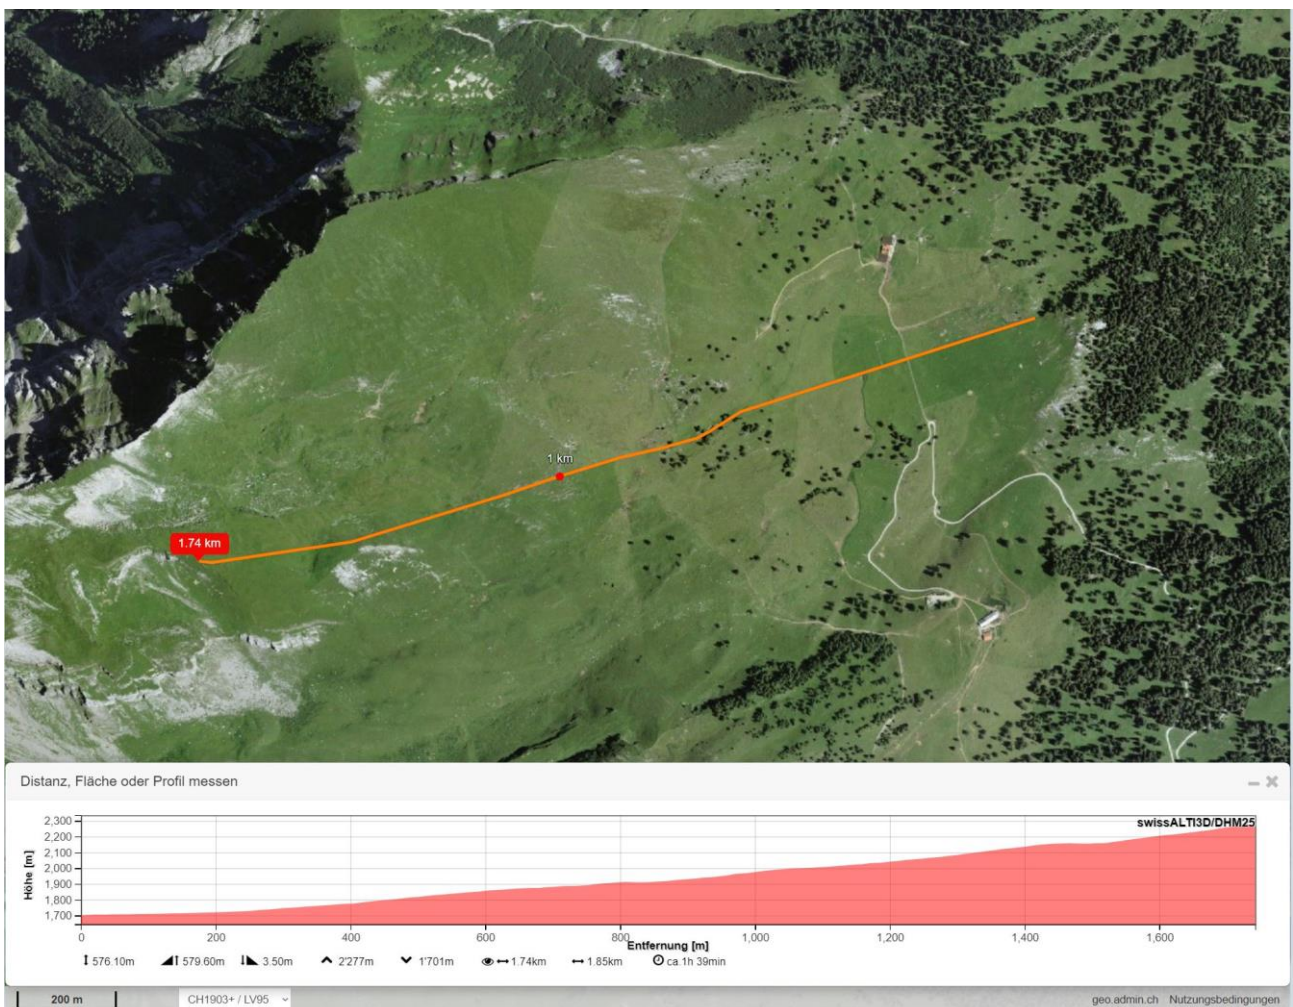 1 km
1.74 km
Distanz, Fläche oder Profil messen
swissALTI3D/DHM25
Höhe [m]
2,300
2,200
2,100
2,000
1,900
1,800
1,700
0 200 400 600 800 1,000 1,200 1,400 1,600
Entfernung [m]
576.10m 579.60m 3.50m 2'277m 1'701m 1.74km 1.85km ca.1h 39min
200 m CH1903+ / LV95 geo.admin.ch Nutzungsbedingungen